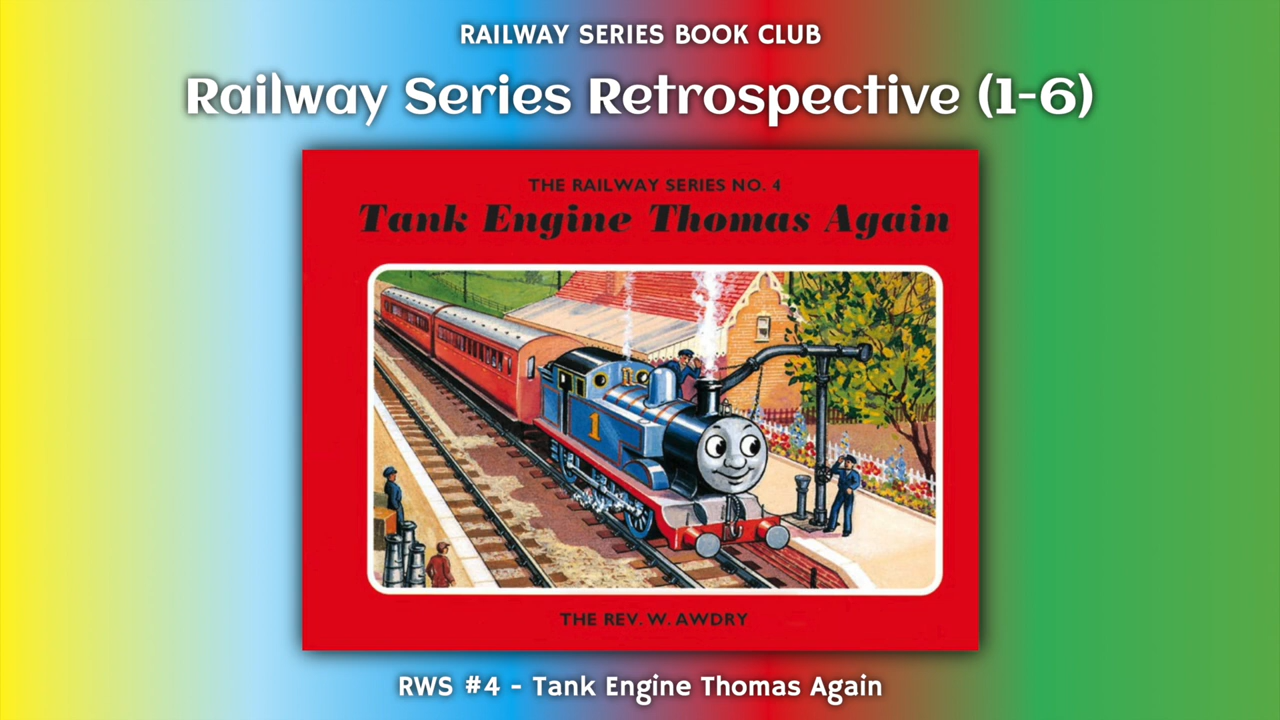 RAILWAY SERIES BOOK CLUB
Railway Series Retrospective (1-6)
THE RAILWAY SERIES NO. 4
Tank Engine Thomas Again
1
THE REV. W. AWDRY
RWS #4 - Tank Engine Thomas Again